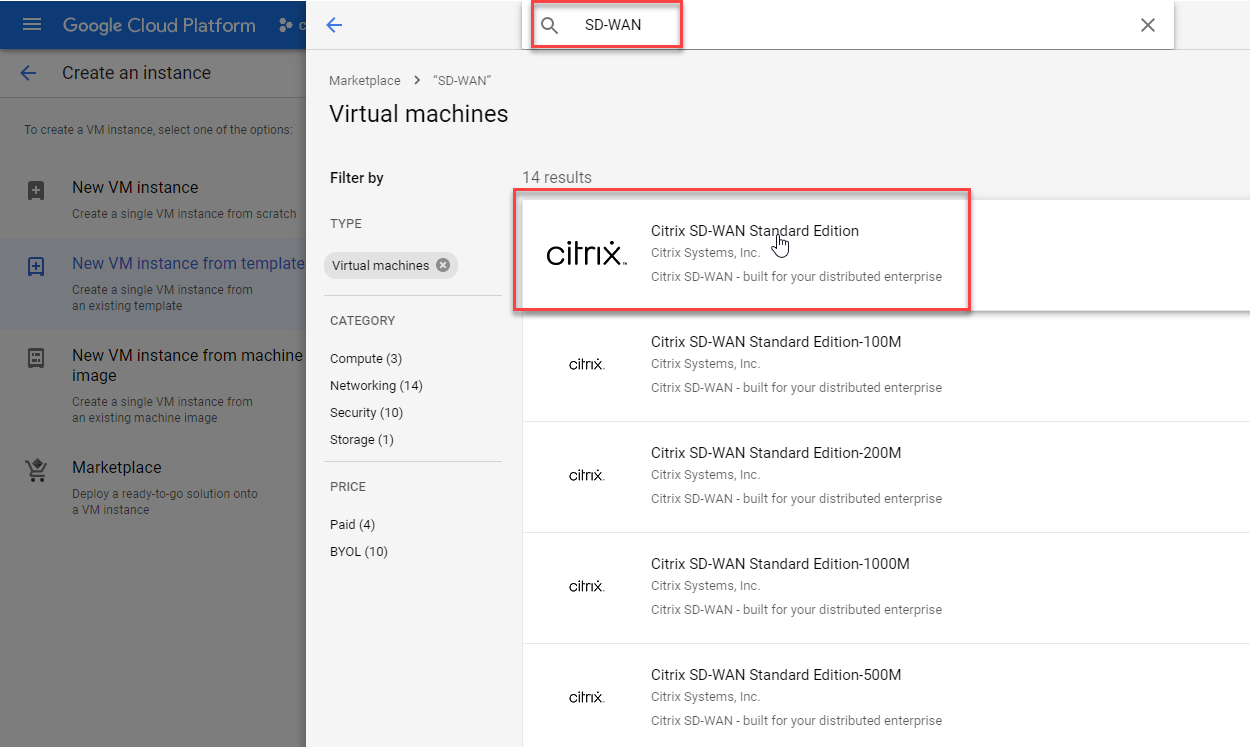 Google Cloud Platform
SD-WAN
Create an instance
To create a VM instance, select one of the options:
New VM instance
Create a single VM instance from scratch
New VM instance from template
Create a single VM instance from
an existing template
New VM instance from machine
image
Create a single VM instance from
an existing machine image
Marketplace
Deploy a ready-to-go solution onto
a VM instance
Marketplace > “SD-WAN”
Virtual machines
Filter by
TYPE
Virtual machines
CATEGORY
Compute (3)
Networking (14)
Security (10)
Storage (1)
PRICE
Paid (4)
BYOL (10)
14 results
citrix™
Citrix SD-WAN Standard Edition
Citrix Systems, Inc.
Citrix SD-WAN - built for your distributed enterprise
citrix.
Citrix SD-WAN Standard Edition-100M
Citrix Systems, Inc.
Citrix SD-WAN - built for your distributed enterprise
citrix.
Citrix SD-WAN Standard Edition-200M
Citrix Systems, Inc.
Citrix SD-WAN - built for your distributed enterprise
citrix.
Citrix SD-WAN Standard Edition-1000M
Citrix Systems, Inc.
Citrix SD-WAN - built for your distributed enterprise
citrix.
Citrix SD-WAN Standard Edition-500M
Citrix Systems, Inc.
Citrix SD-WAN - built for your distributed enterprise